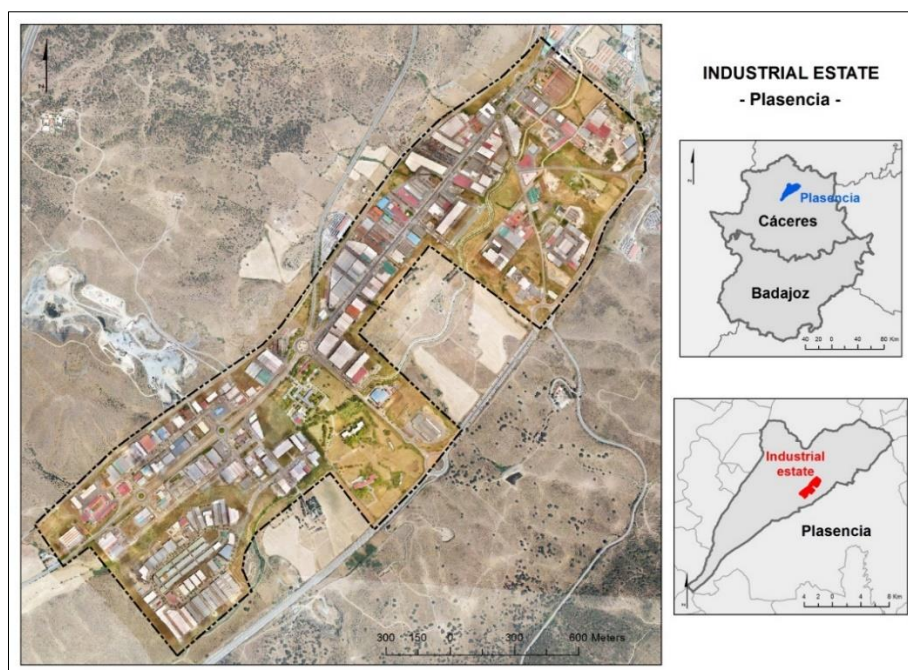 INDUSTRIAL ESTATE
- Plasencia -
Plasencia
Cáceres
Badajoz
40 20 0 40 80 Km
Industrial
estate
Plasencia
4 2 0 4 8 Km
300 150 0 300 600 Meters